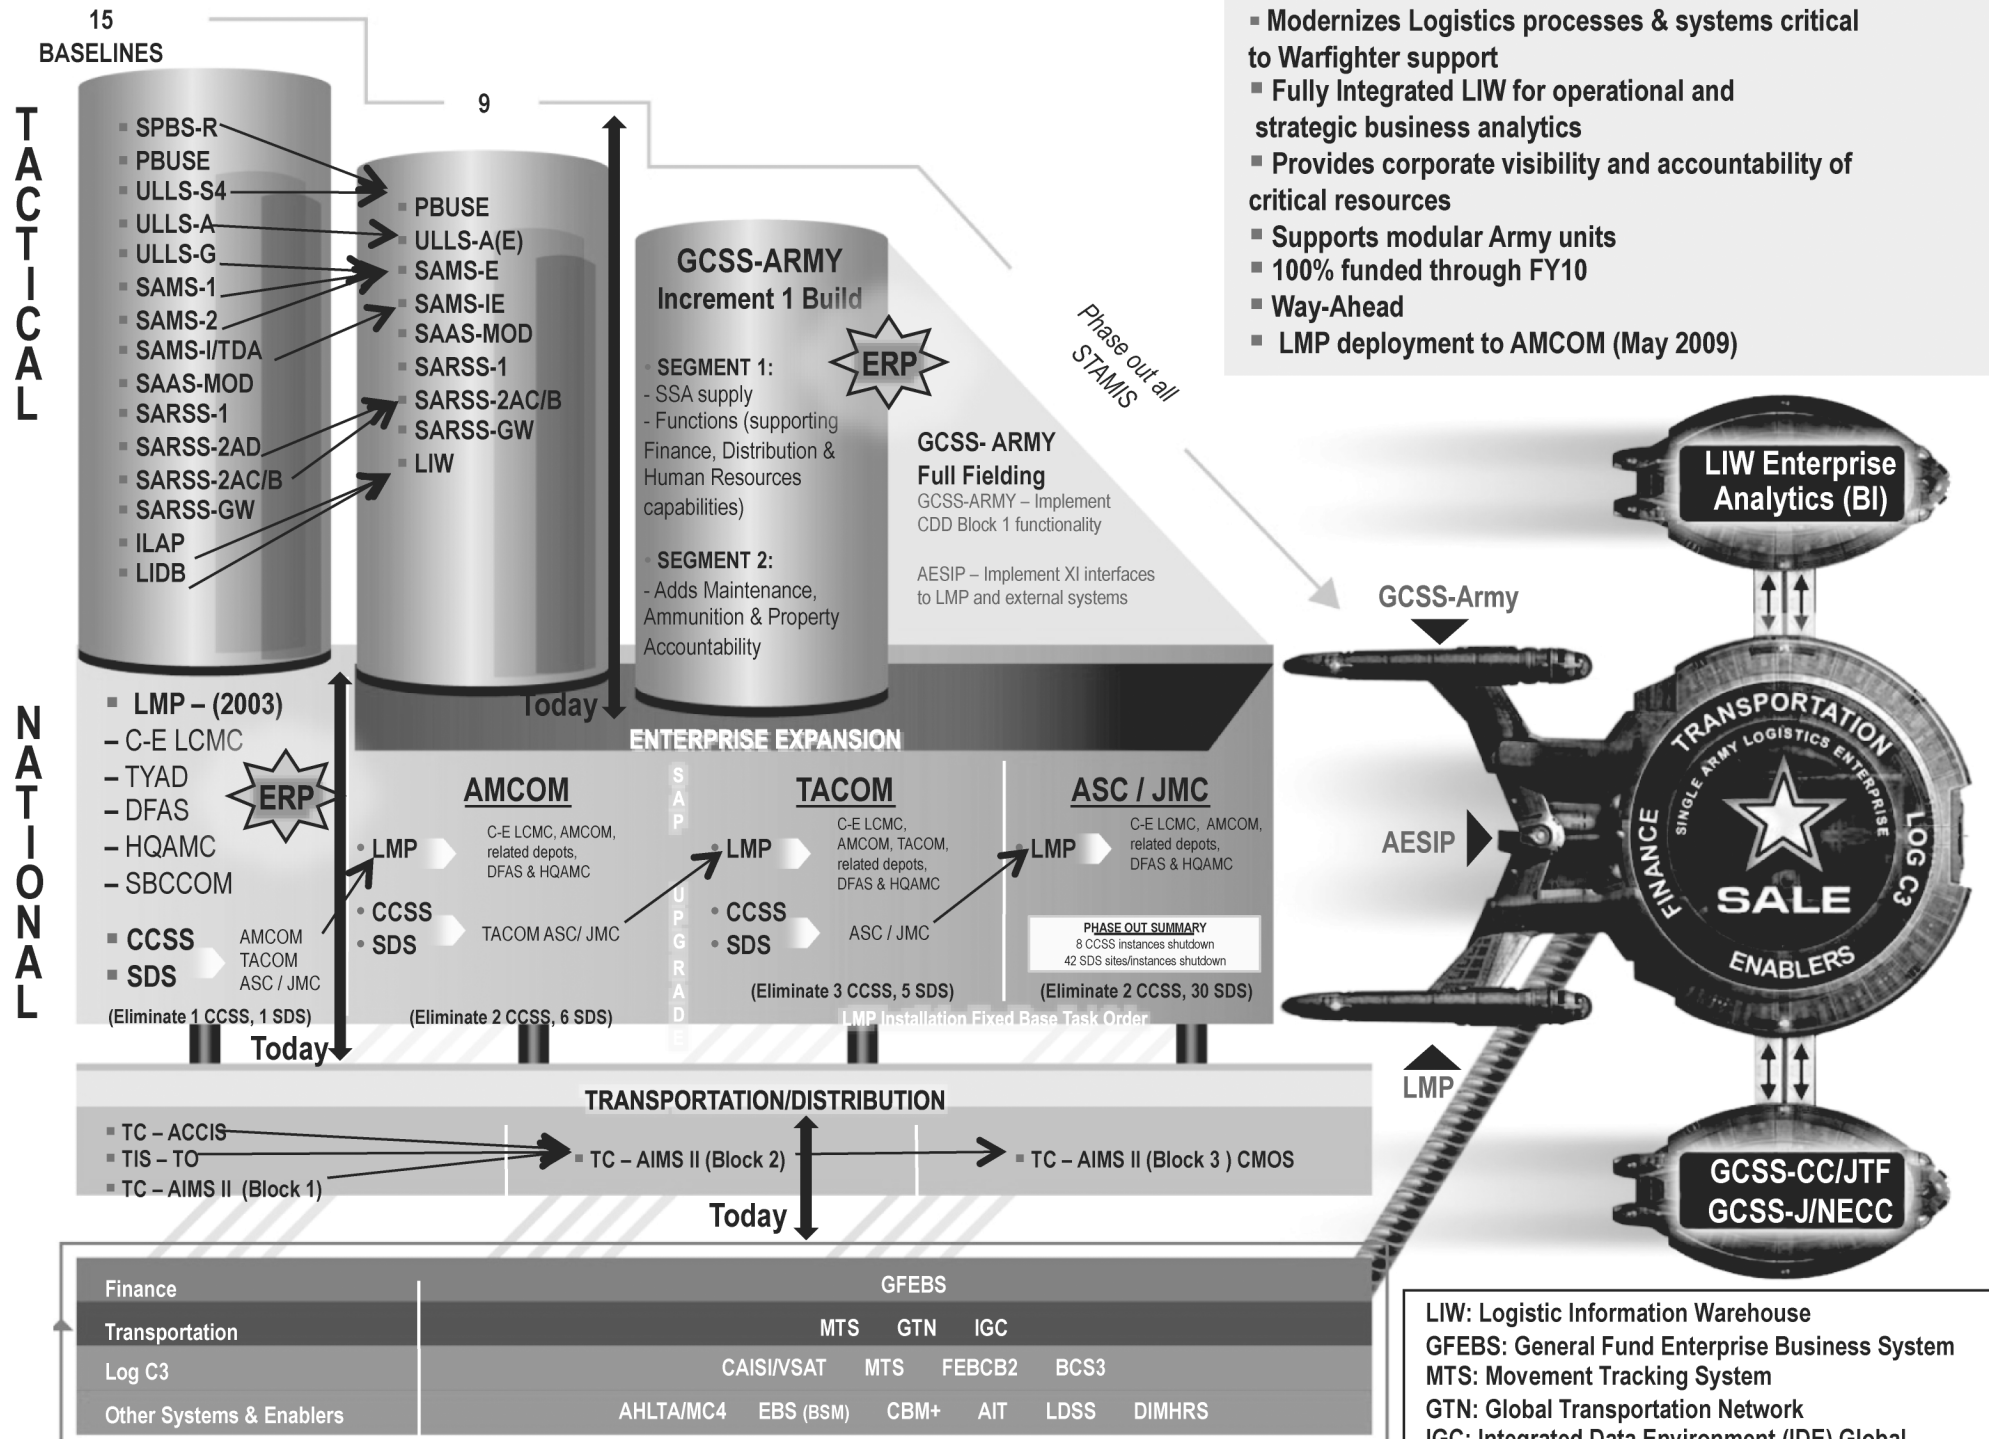 15
BASELINES
9
TACTICAL
SPBS-R
PBUSE
ULLS-S4
ULLS-A
ULLS-G
SAMS-1
SAMS-2
SAMS-I/TDA
SAAS-MOD
SARSS-1
SARSS-2AD
SARSS-2AC/B
SARSS-GW
ILAP
LIDB
PBUSE
ULLS-A(E)
SAMS-E
SAMS-IE
SAAS-MOD
SARSS-1
SARSS-2AC/B
SARSS-GW
LIW
Today
GCSS-ARMY
Increment 1 Build
ERP
SEGMENT 1:
- SSA supply
- Functions (supporting
Finance, Distribution &
Human Resources
capabilities)
SEGMENT 2:
- Adds Maintenance,
Ammunition & Property
Accountability
GCSS- ARMY
Full Fielding
GCSS-ARMY – Implement
CDD Block 1 functionality
AESIP – Implement XI interfaces
to LMP and external systems
Phase out all
STAMIS
▪ Modernizes Logistics processes & systems critical
to Warfighter support
▪ Fully Integrated LIW for operational and
strategic business analytics
▪ Provides corporate visibility and accountability of
critical resources
▪ Supports modular Army units
▪ 100% funded through FY10
▪ Way-Ahead
▪ LMP deployment to AMCOM (May 2009)
LIW Enterprise
Analytics (BI)
GCSS-Army
AESIP
LMP
TRANSPORTATION
SINGLE ARMY LOGISTICS ENTERPRISE
FINANCE
LOG C3
SALE
ENABLERS
GCSS-CC/JTF
GCSS-J/NECC
NATIONAL
LMP – (2003)
– C-E LCMC
– TYAD
– DFAS
– HQAMC
– SBCCOM
ERP
CCSS
SDS
AMCOM
TACOM
ASC / JMC
(Eliminate 1 CCSS, 1 SDS)
Today
ENTERPRISE EXPANSION
SAP UPGRADE
AMCOM
LMP
C-E LCMC, AMCOM,
related depots,
DFAS & HQAMC
CCSS
SDS
TACOM ASC/ JMC
(Eliminate 2 CCSS, 6 SDS)
TACOM
LMP
C-E LCMC,
AMCOM, TACOM,
related depots,
DFAS & HQAMC
CCSS
SDS
ASC / JMC
(Eliminate 3 CCSS, 5 SDS)
ASC / JMC
LMP
C-E LCMC, AMCOM,
related depots,
DFAS & HQAMC
PHASE OUT SUMMARY
8 CCSS instances shutdown
42 SDS sites/instances shutdown
(Eliminate 2 CCSS, 30 SDS)
LMP Installation Fixed Base Task Order
TRANSPORTATION/DISTRIBUTION
TC – ACCIS
TIS – TO
TC – AIMS II (Block 1)
TC – AIMS II (Block 2)
TC – AIMS II (Block 3 ) CMOS
Today
Finance GFEBS
Transportation MTS GTN IGC
Log C3 CAISI/VSAT MTS FEBCB2 BCS3
Other Systems & Enablers AHLTA/MC4 EBS (BSM) CBM+ AIT LDSS DIMHRS
LIW: Logistic Information Warehouse
GFEBS: General Fund Enterprise Business System
MTS: Movement Tracking System
GTN: Global Transportation Network
IGC: Integrated Data Environment (IDE) Global